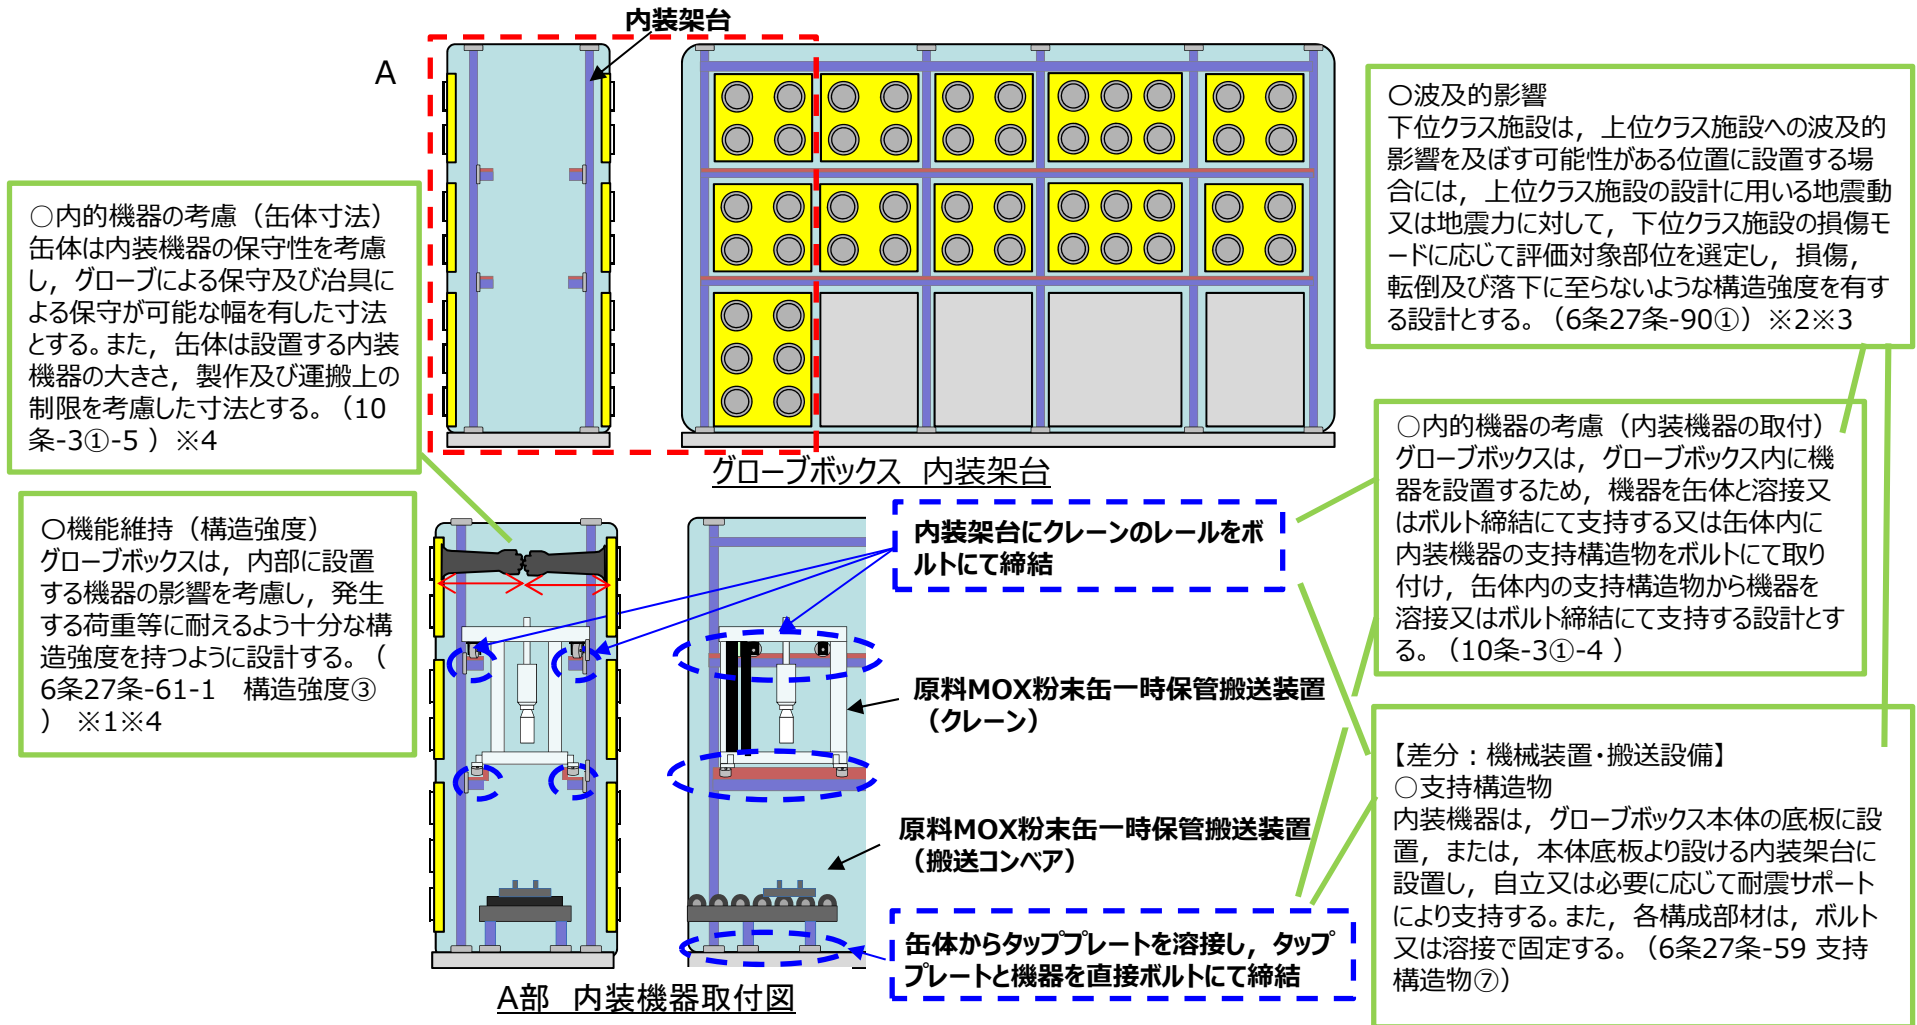 内装架台
A
グローブボックス 内装架台
○内的機器の考慮（缶体寸法）
缶体は内装機器の保守性を考慮
し，グローブによる保守及び治具に
よる保守が可能な幅を有した寸法
とする。また，缶体は設置する内装
機器の大きさ，製作及び運搬上の
制限を考慮した寸法とする。（10
条-3①-5 ）※4
○機能維持（構造強度）
グローブボックスは，内部に設置
する機器の影響を考慮し，発生
する荷重等に耐えるよう十分な構
造強度を持つように設計する。（
6条27条-61-1 構造強度③
） ※1※4
内装架台にクレーンのレールをボ
ルトにて締結
原料MOX粉末缶一時保管搬送装置
（クレーン）
原料MOX粉末缶一時保管搬送装置
（搬送コンベア）
缶体からタッププレートを溶接し，タップ
プレートと機器を直接ボルトにて締結
A部 内装機器取付図
○波及的影響
下位クラス施設は，上位クラス施設への波及的
影響を及ぼす可能性がある位置に設置する場
合には，上位クラス施設の設計に用いる地震動
又は地震力に対して，下位クラス施設の損傷モ
ードに応じて評価対象部位を選定し，損傷，
転倒及び落下に至らないような構造強度を有す
る設計とする。（6条27条-90①）※2※3
○内的機器の考慮（内装機器の取付）
グローブボックスは，グローブボックス内に機
器を設置するため，機器を缶体と溶接又
はボルト締結にて支持する又は缶体内に
内装機器の支持構造物をボルトにて取り
付け，缶体内の支持構造物から機器を
溶接又はボルト締結にて支持する設計とす
る。（10条-3①-4 ）
【差分：機械装置・搬送設備】
○支持構造物
内装機器は，グローブボックス本体の底板に設
置，または，本体底板より設ける内装架台に
設置し，自立又は必要に応じて耐震サポート
により支持する。また，各構成部材は，ボルト
又は溶接で固定する。（6条27条-59 支持
構造物⑦）